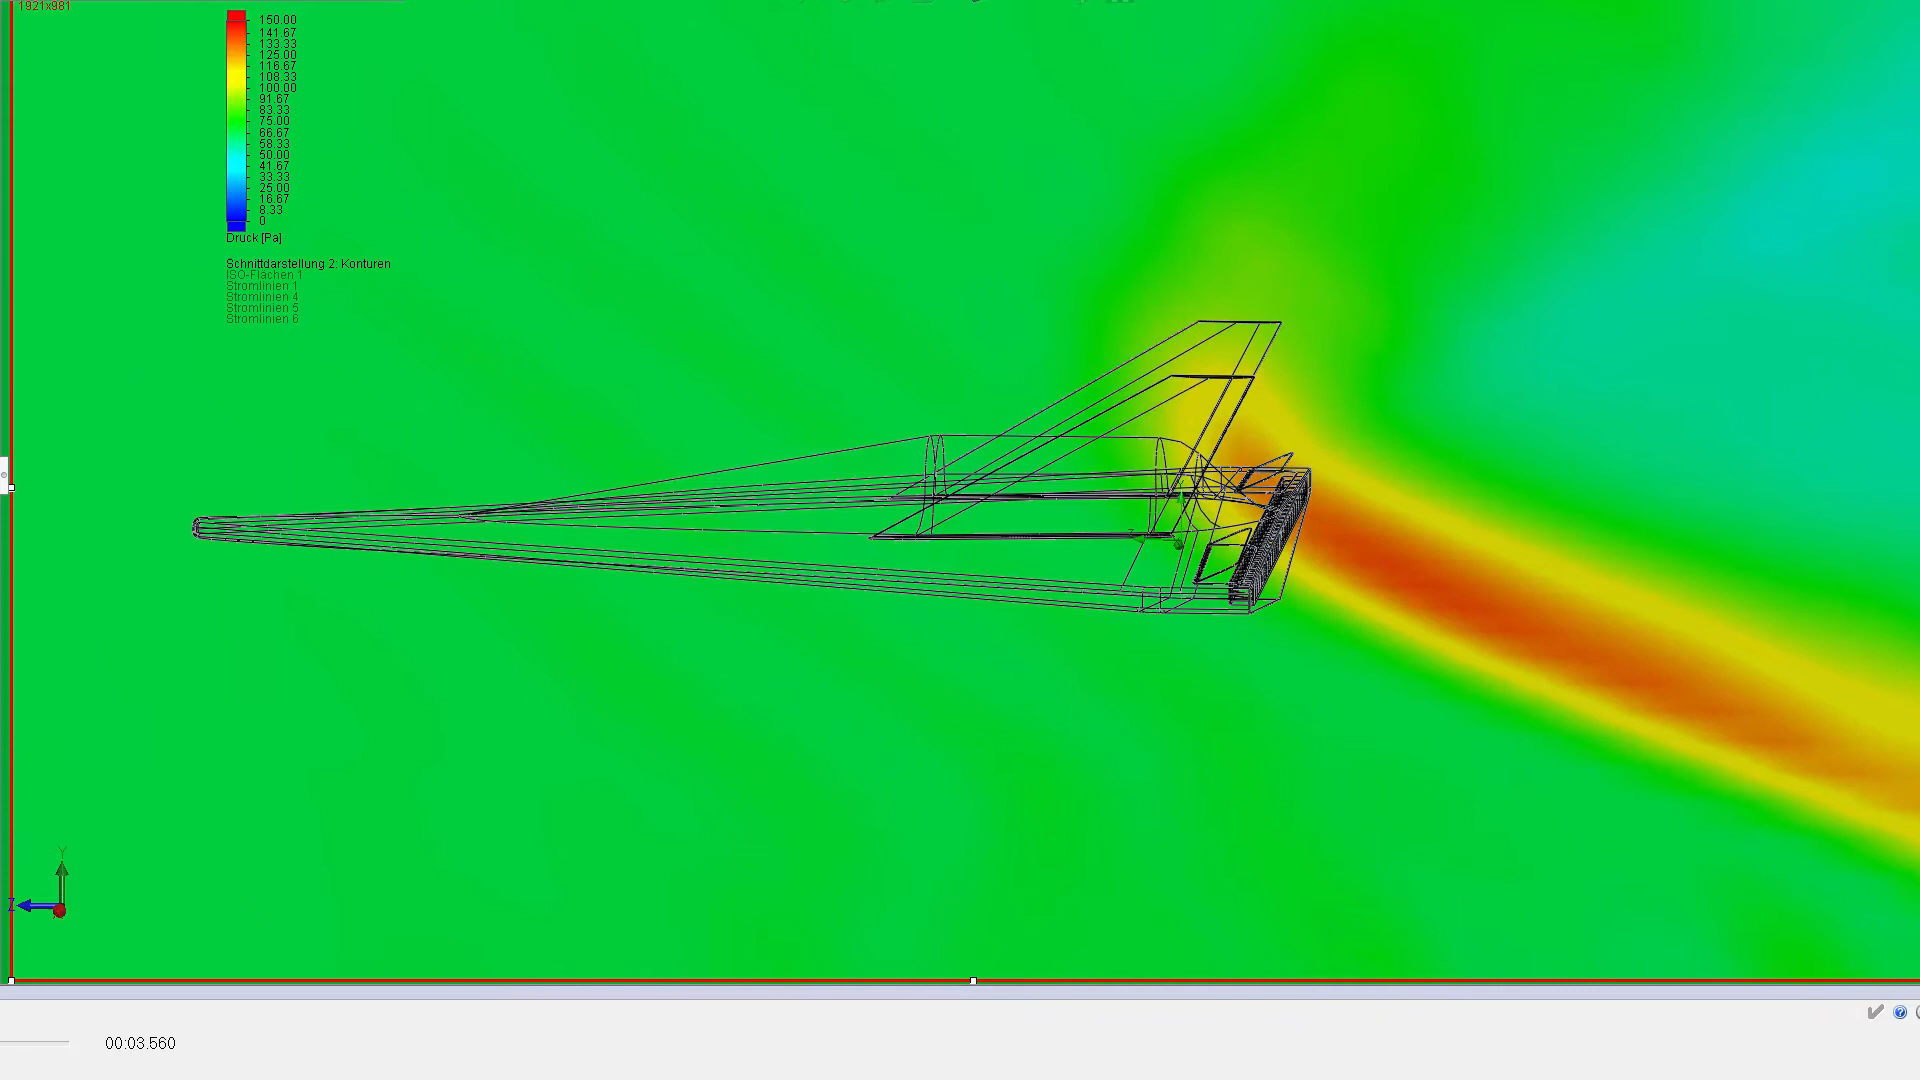 1921x981
150.00
141.67
133.33
125.00
116.67
108.33
100.00
91.67
83.33
75.00
66.67
58.33
50.00
41.67
33.33
25.00
16.67
8.33
0
Druck [Pa]
Schnittdarstellung 2: Konturen
ISO-Flächen 1
Stromlinien 1
Stromlinien 4
Stromlinien 5
Stromlinien 6
Y
Z
00:03.560